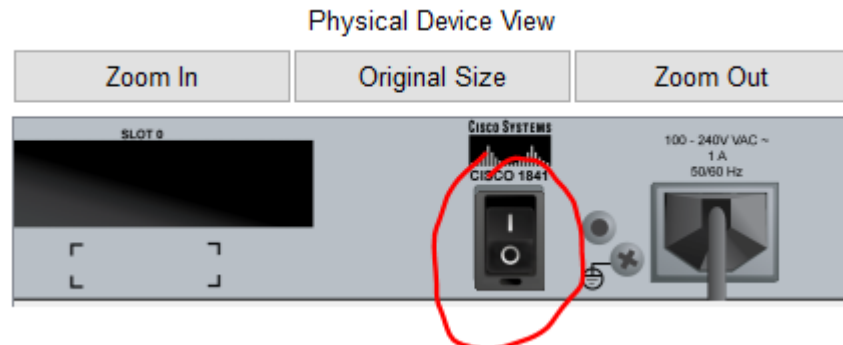 Physical Device View
Zoom In
Original Size
Zoom Out
SLOT 0
CISCO SYSTEMS
CISCO 1841
I
O
100 - 240V VAC ~
1 A
50/60 Hz